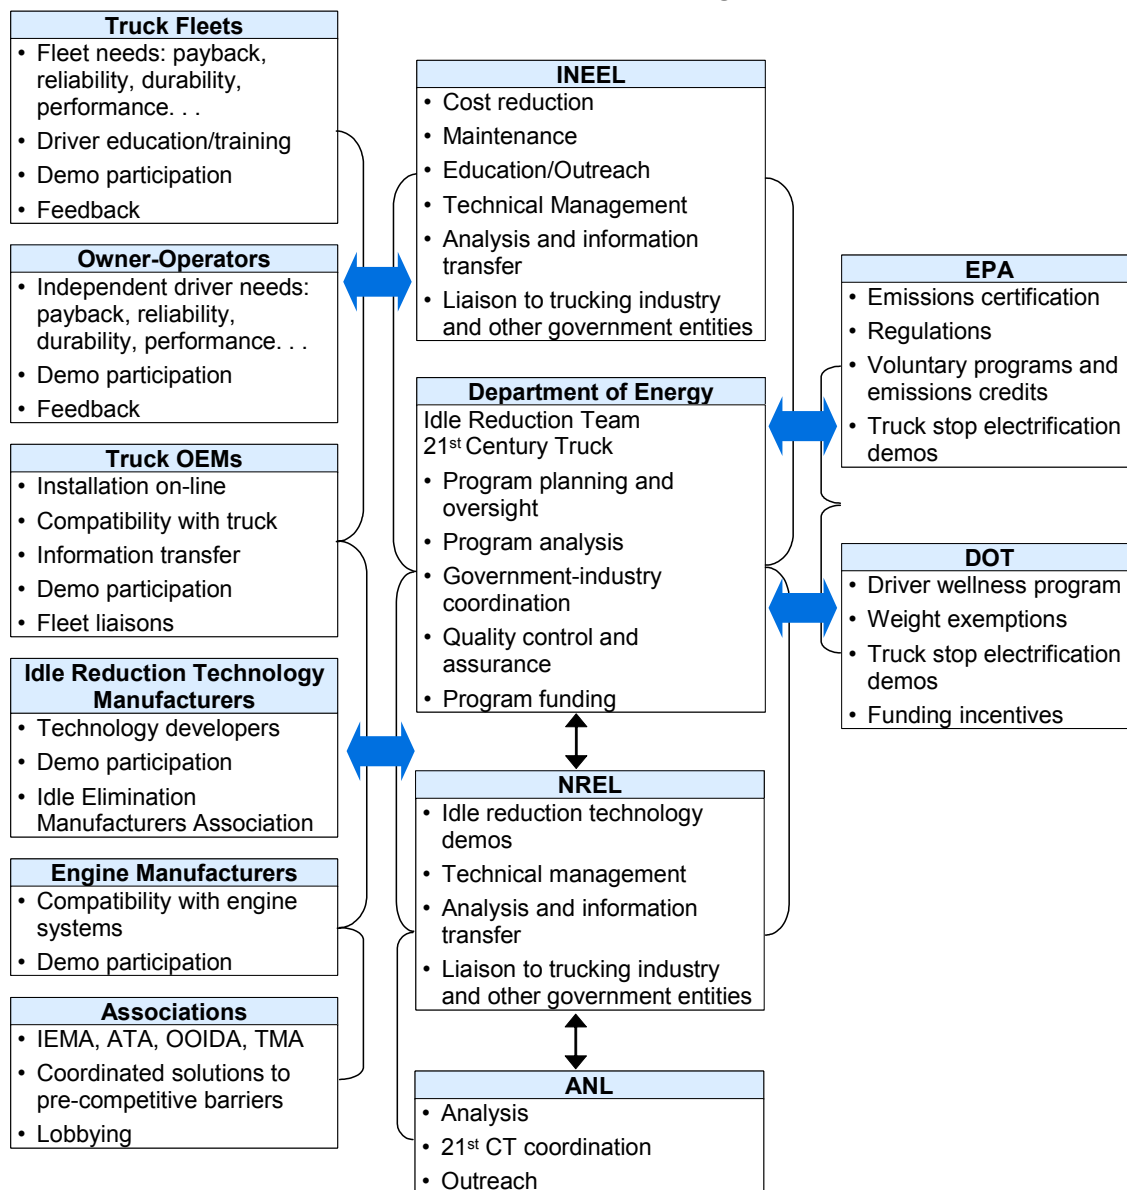 Truck Fleets
• Fleet needs: payback,
reliability, durability,
performance. . .
• Driver education/training
• Demo participation
• Feedback
Owner-Operators
• Independent driver needs:
payback, reliability,
durability, performance. . .
• Demo participation
• Feedback
Truck OEMs
• Installation on-line
• Compatibility with truck
• Information transfer
• Demo participation
• Fleet liaisons
Idle Reduction Technology
Manufacturers
• Technology developers
• Demo participation
• Idle Elimination
Manufacturers Association
Engine Manufacturers
• Compatibility with engine
systems
• Demo participation
Associations
• IEMA, ATA, OOIDA, TMA
• Coordinated solutions to
pre-competitive barriers
• Lobbying
INEEL
• Cost reduction
• Maintenance
• Education/Outreach
• Technical Management
• Analysis and information
transfer
• Liaison to trucking industry
and other government entities
Department of Energy
Idle Reduction Team
21st Century Truck
• Program planning and
oversight
• Program analysis
• Government-industry
coordination
• Quality control and
assurance
• Program funding
NREL
• Idle reduction technology
demos
• Technical management
• Analysis and information
transfer
• Liaison to trucking industry
and other government entities
ANL
• Analysis
• 21st CT coordination
• Outreach
EPA
• Emissions certification
• Regulations
• Voluntary programs and
emissions credits
• Truck stop electrification
demos
DOT
• Driver wellness program
• Weight exemptions
• Truck stop electrification
demos
• Funding incentives